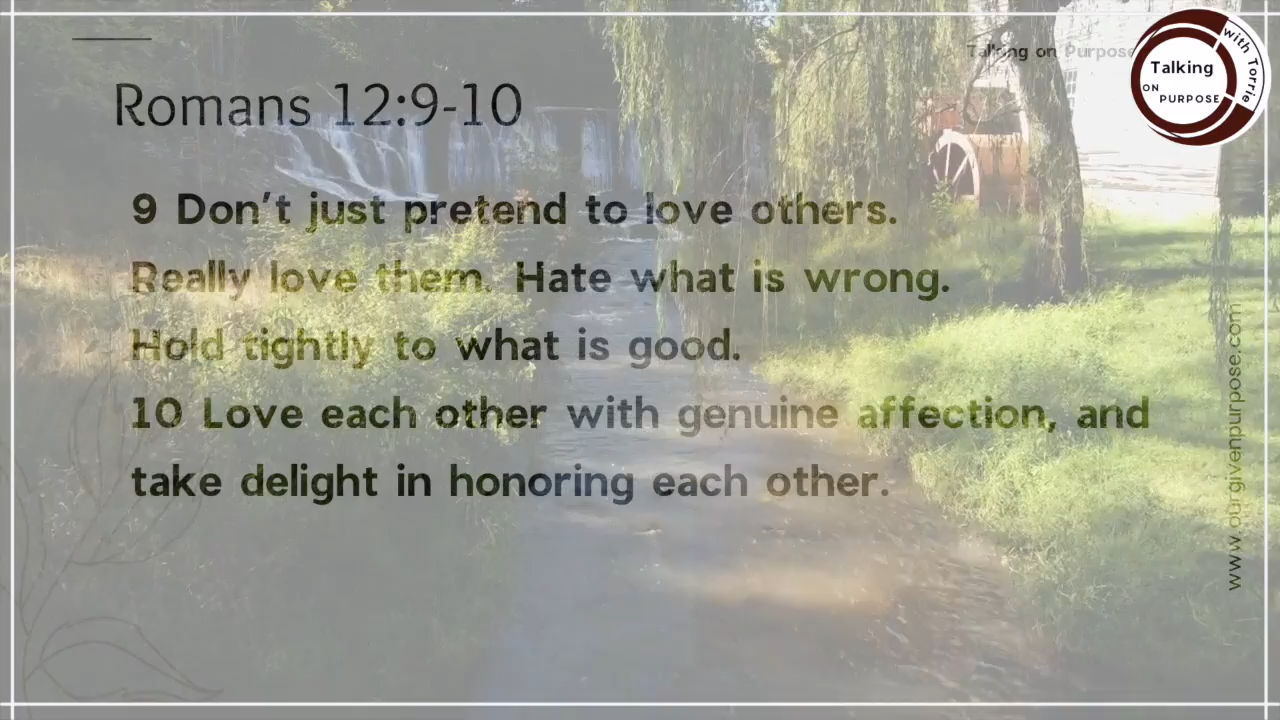 Talking on Purpose
Talking
ON
PURPOSE
with Torrie
Romans 12:9-10
9 Don't just pretend to love others.
Really love them. Hate what is wrong.
Hold tightly to what is good.
10 Love each other with genuine affection, and
take delight in honoring each other.
www.ourgivenpurpose.com